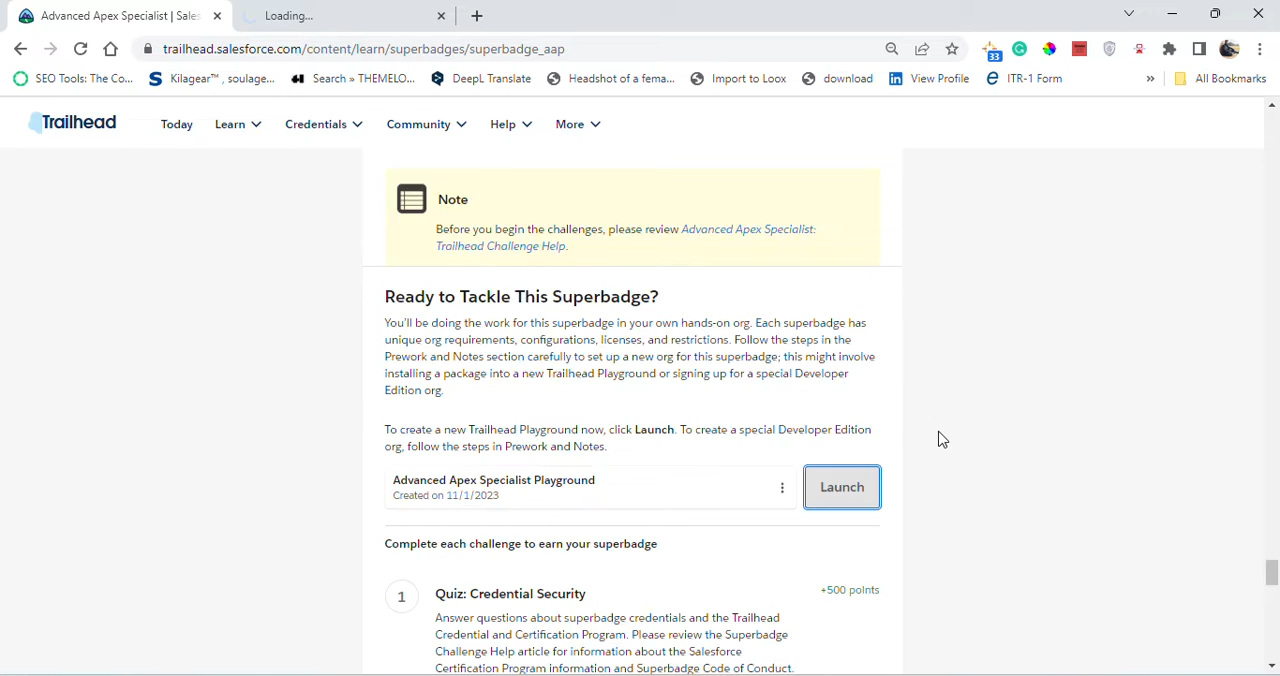 Advanced Apex Specialist | Sales
Loading...
trailhead.salesforce.com/content/learn/superbadges/superbadge_aap
33
SEO Tools: The Co...
Kilagear™ , soulage...
Search » THEMELO...
DeepL Translate
Headshot of a fema...
Import to Loox
download
View Profile
ITR-1 Form
»
All Bookmarks
Trailhead
Today
Learn
Credentials
Community
Help
More
Note
Before you begin the challenges, please review Advanced Apex Specialist:
Trailhead Challenge Help.
Ready to Tackle This Superbadge?
You'll be doing the work for this superbadge in your own hands-on org. Each superbadge has
unique org requirements, configurations, licenses, and restrictions. Follow the steps in the
Prework and Notes section carefully to set up a new org for this superbadge; this might involve
installing a package into a new Trailhead Playground or signing up for a special Developer
Edition org.
To create a new Trailhead Playground now, click Launch. To create a special Developer Edition
org, follow the steps in Prework and Notes.
Advanced Apex Specialist Playground
Created on 11/1/2023
Launch
Complete each challenge to earn your superbadge
1
Quiz: Credential Security
+500 points
Answer questions about superbadge credentials and the Trailhead
Credential and Certification Program. Please review the Superbadge
Challenge Help article for information about the Salesforce
Certification Program information and Superbadge Code of Conduct.